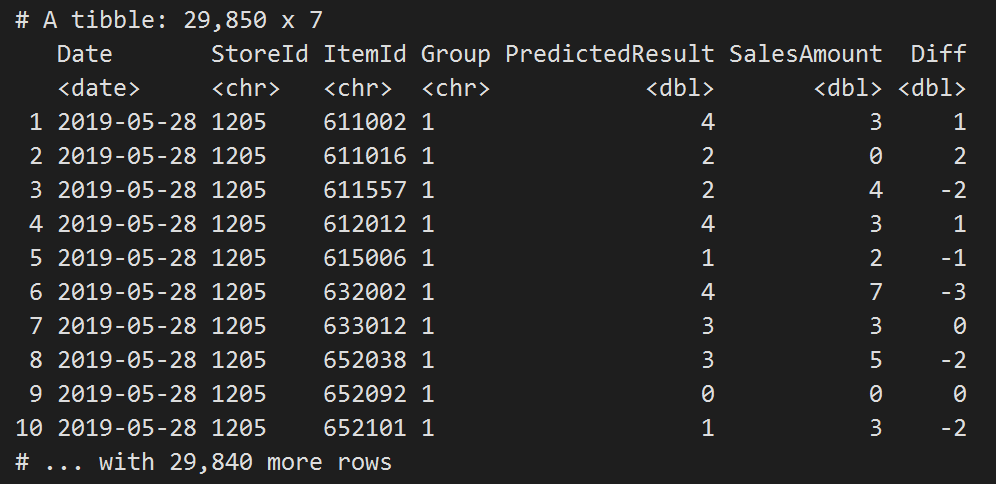 # A tibble: 29,850 x 7
Date StoreId ItemId Group PredictedResult SalesAmount Diff
<date> <chr> <chr> <chr> <dbl> <dbl> <dbl>
1 2019-05-28 1205 611002 1 4 3 1
2 2019-05-28 1205 611016 1 2 0 2
3 2019-05-28 1205 611557 1 2 4 -2
4 2019-05-28 1205 612012 1 4 3 1
5 2019-05-28 1205 615006 1 1 2 -1
6 2019-05-28 1205 632002 1 4 7 -3
7 2019-05-28 1205 633012 1 3 3 0
8 2019-05-28 1205 652038 1 3 5 -2
9 2019-05-28 1205 652092 1 0 0 0
10 2019-05-28 1205 652101 1 1 3 -2
# ... with 29,840 more rows